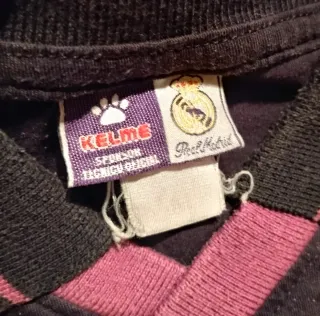 KELME
SPONSOR
TECNICO OFICIAL
Real Madrid